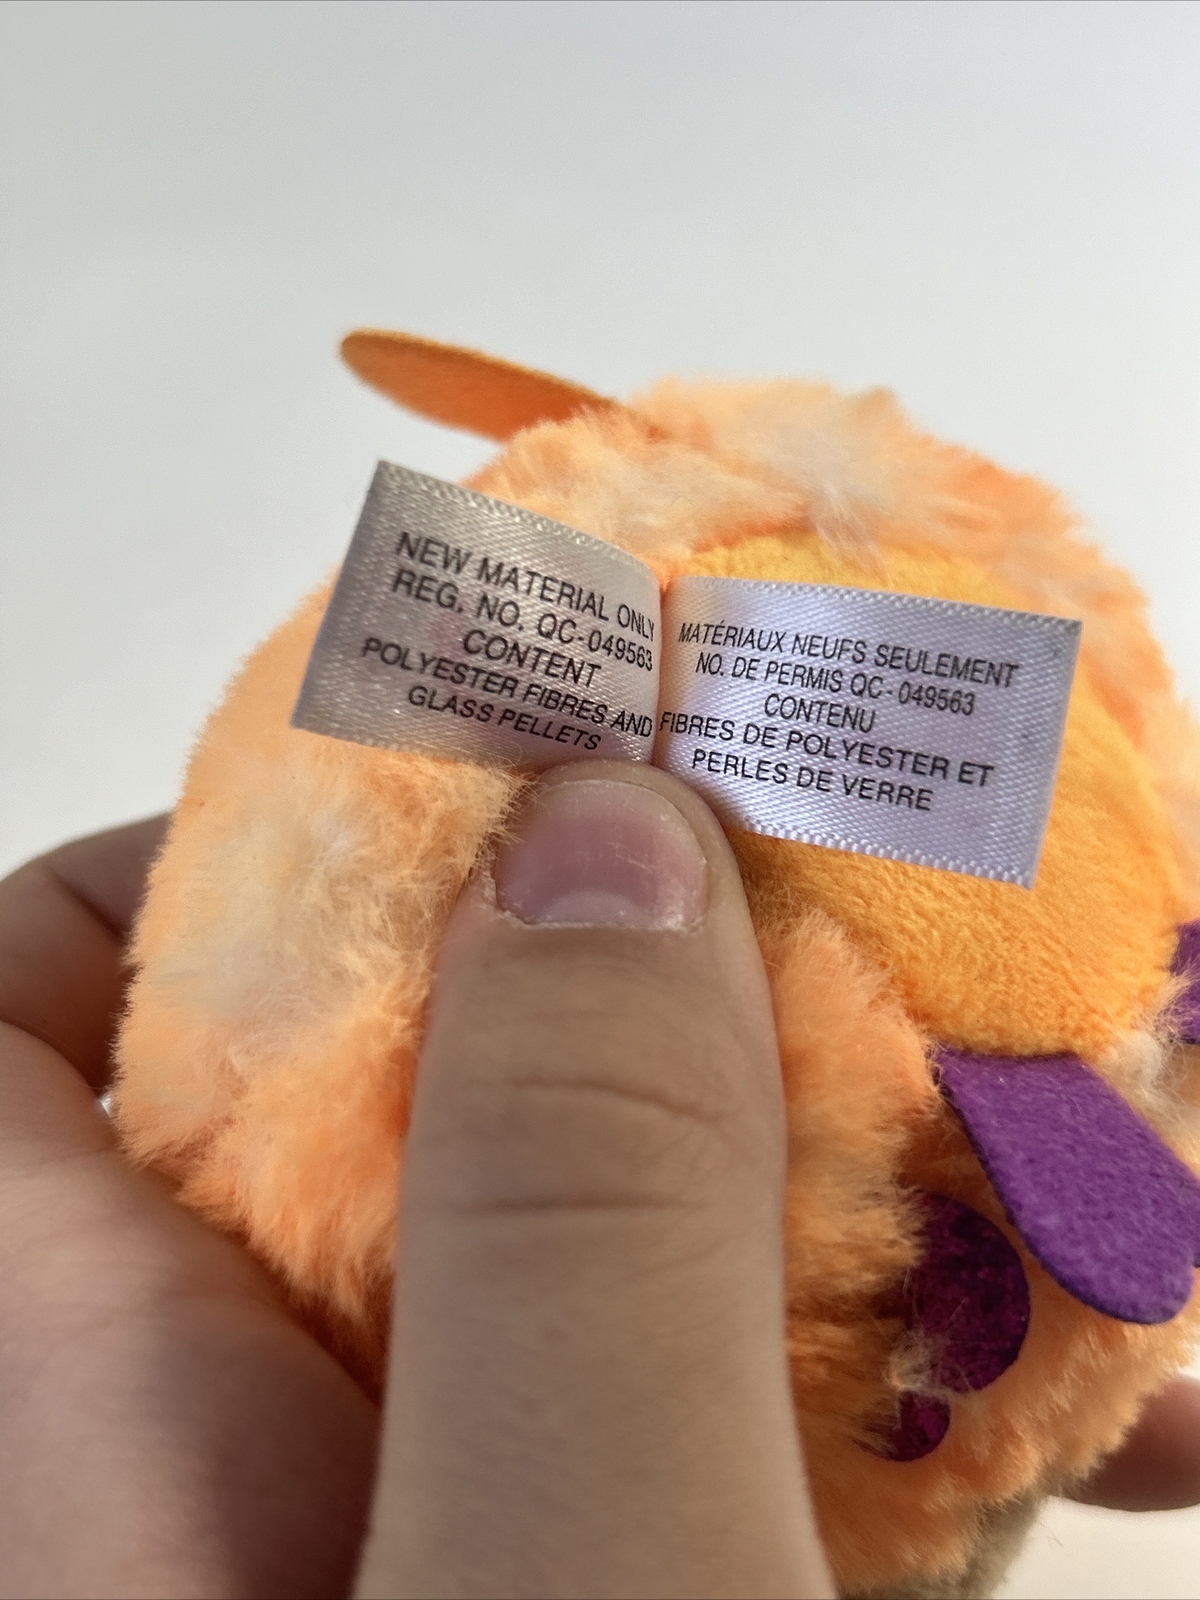 NEW MATERIAL ONLY
REG. NO. QC-049563
CONTENT
POLYESTER FIBRES AND
GLASS PELLETS
MATÉRIAUX NEUFS SEULEMENT
NO. DE PERMIS QC-049563
CONTENU
FIBRES DE POLYESTER ET
PERLES DE VERRE